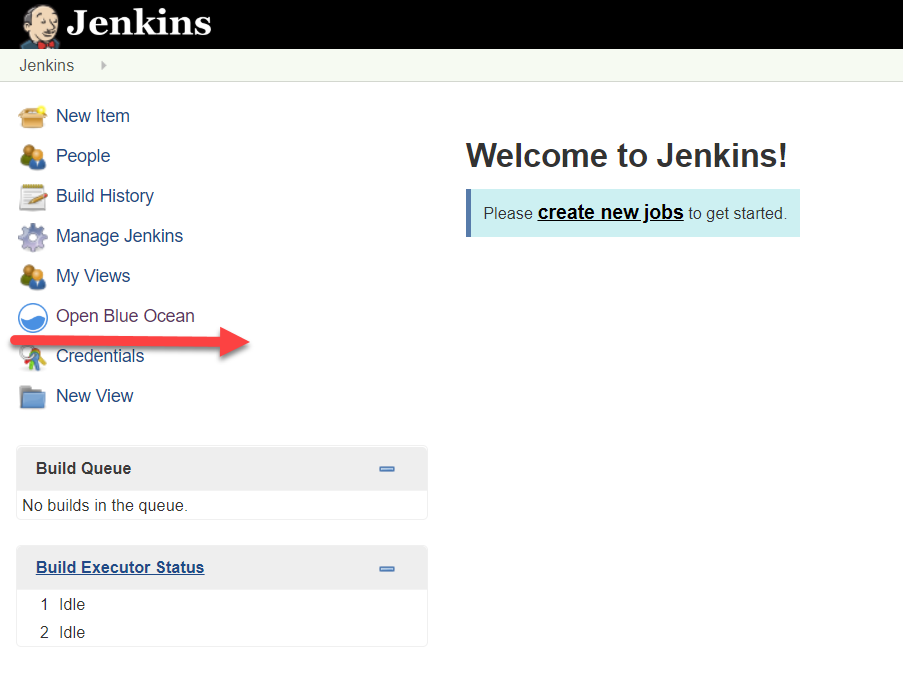 Jenkins
Jenkins
New Item
People
Build History
Manage Jenkins
My Views
Open Blue Ocean
Credentials
New View
Welcome to Jenkins!
Please create new jobs to get started.
Build Queue
No builds in the queue.
Build Executor Status
1 Idle
2 Idle